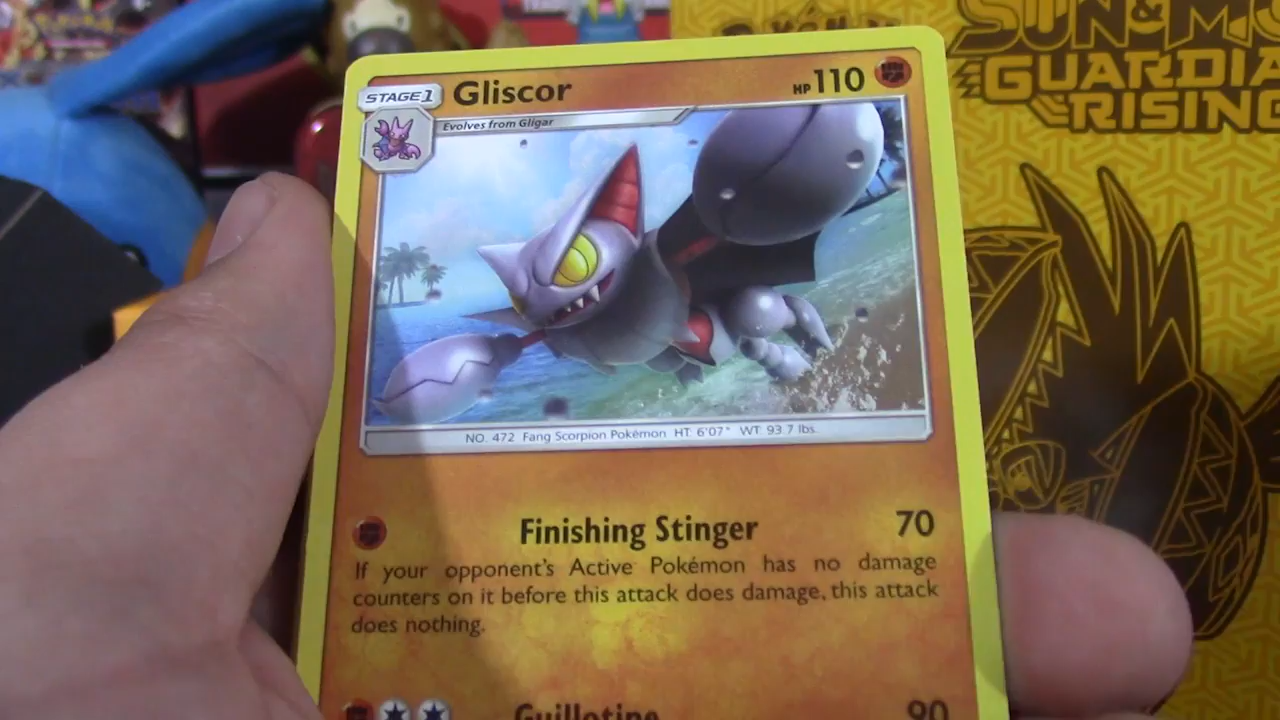 SUN & MO
GUARDIA
RISING
STAGE 1 Gliscor HP 110
Evolves from Gligar
NO. 472 Fang Scorpion Pokémon HT: 6'07" WT: 93.7 lbs.
Finishing Stinger 70
If your opponent's Active Pokémon has no damage
counters on it before this attack does damage, this attack
does nothing.
Guillotine 90